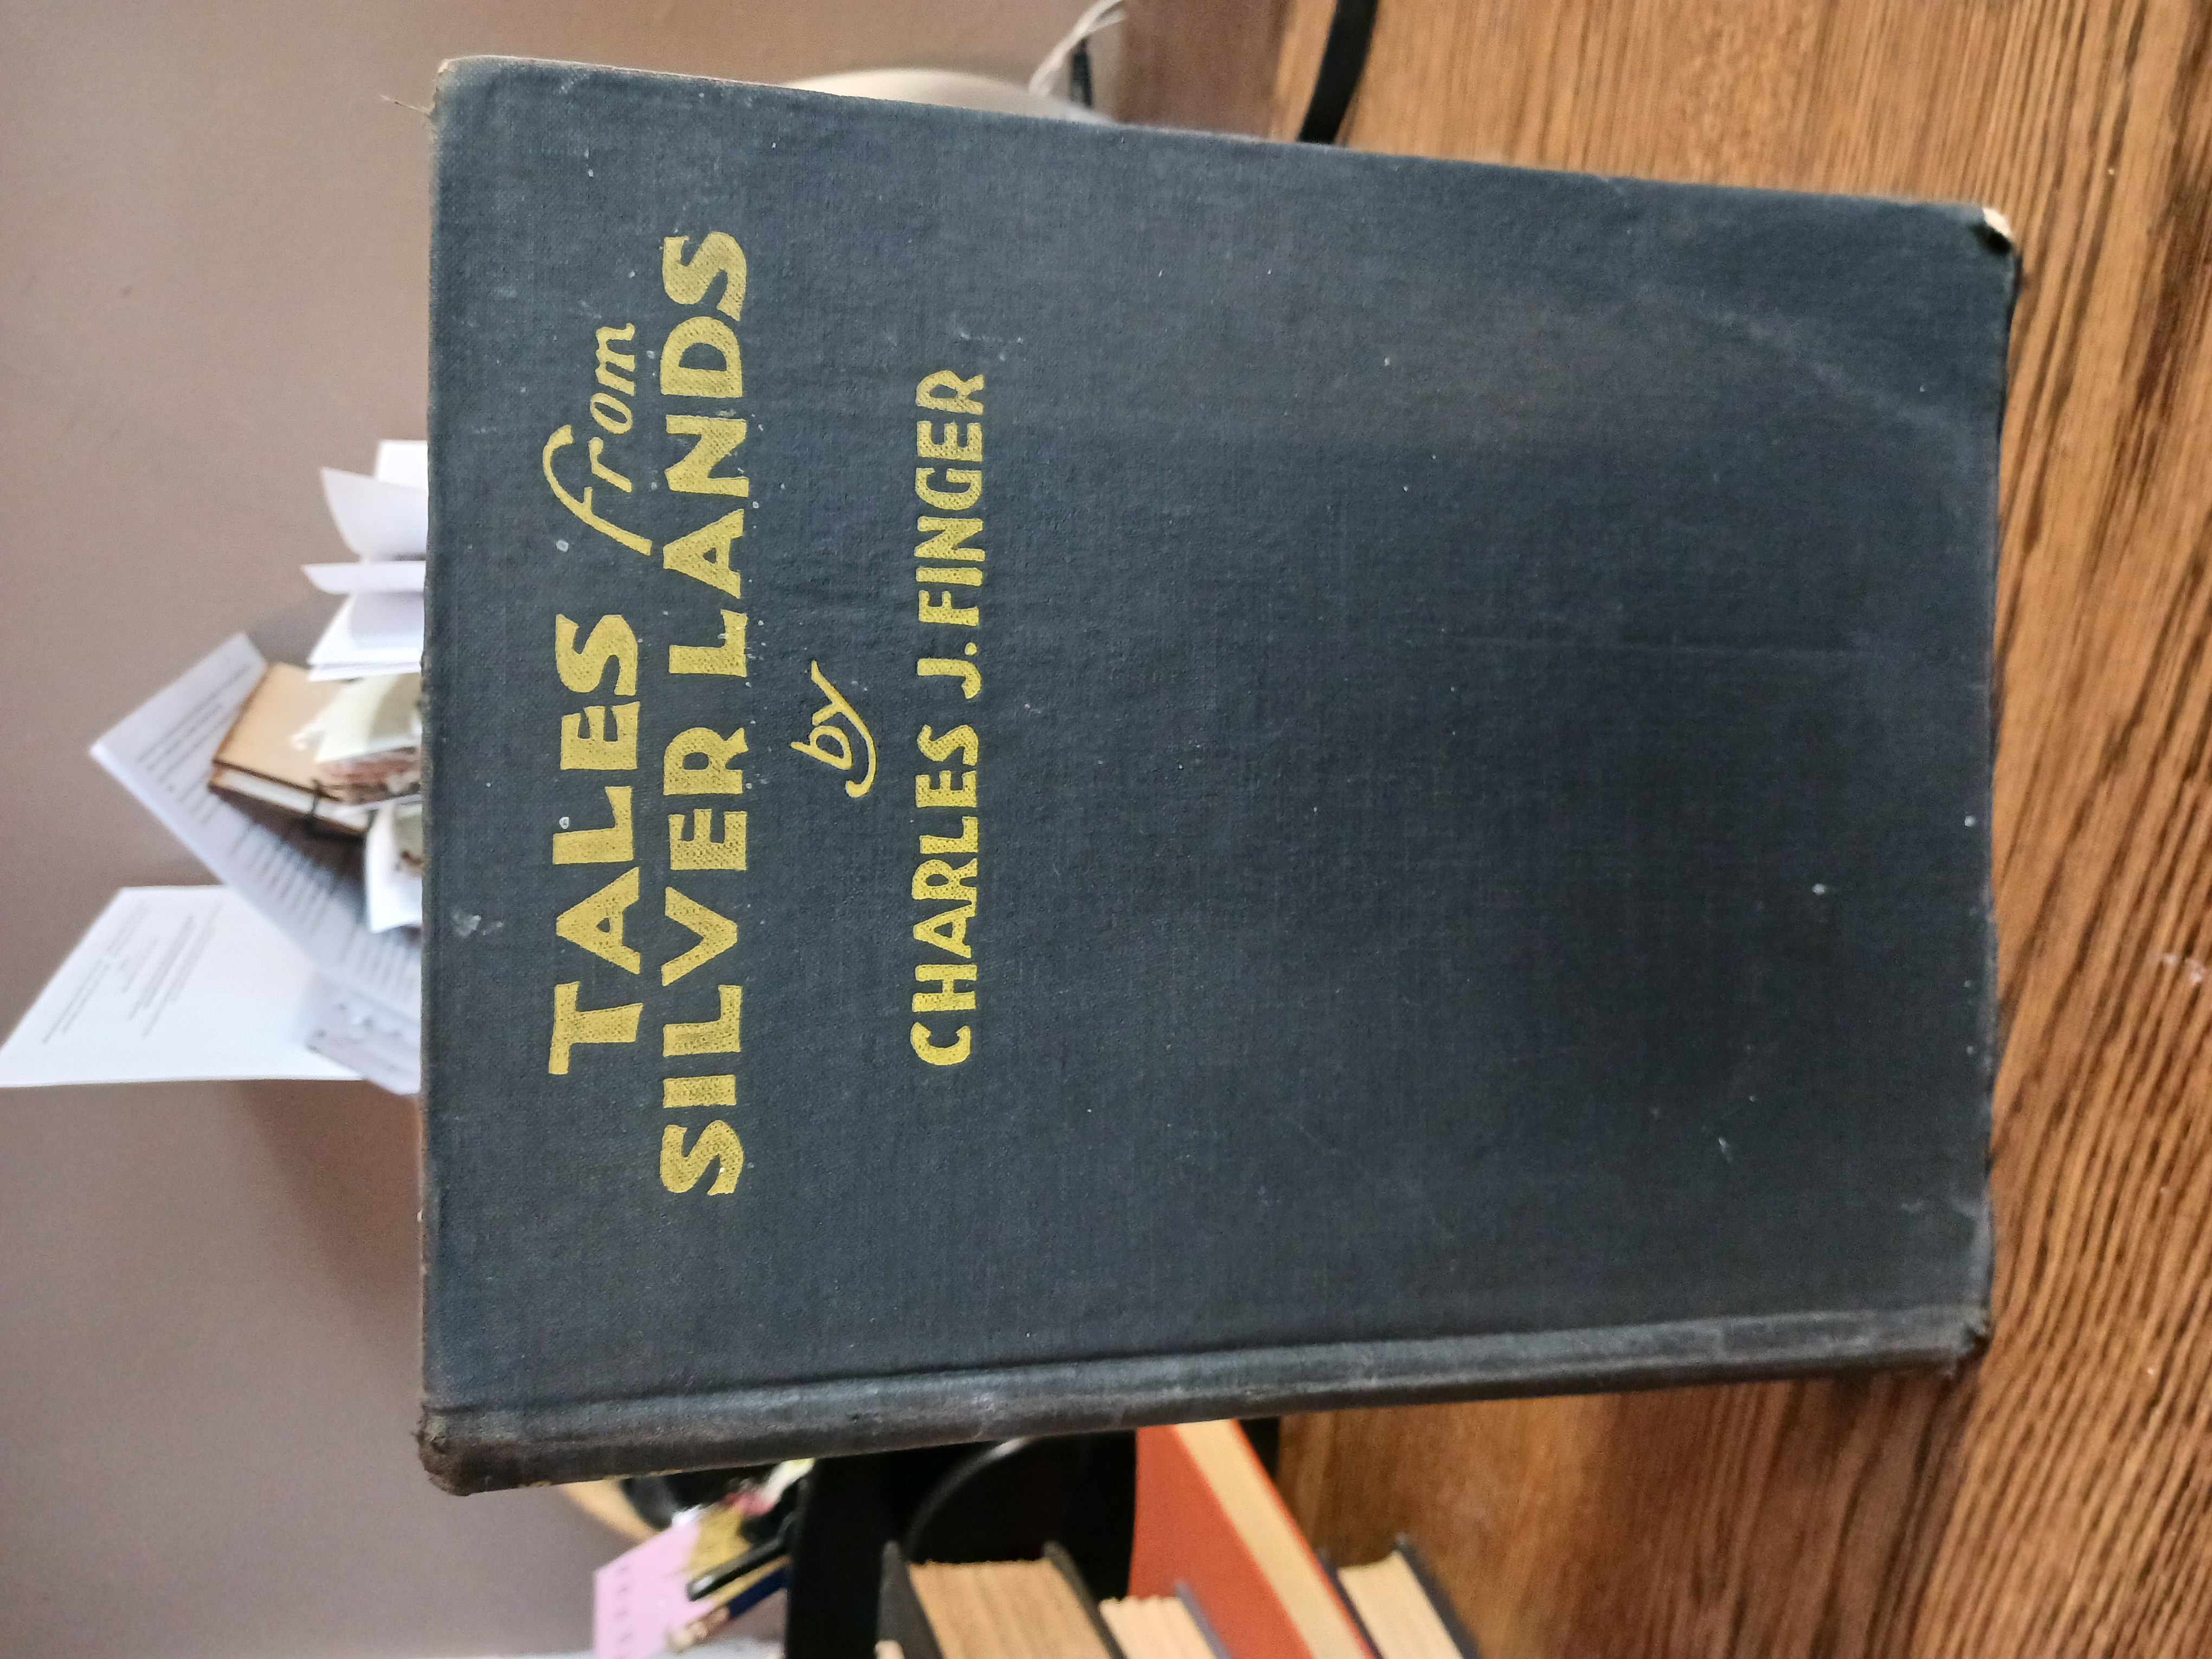 TALES from
SILVER LANDS
by
CHARLES J. FINGER